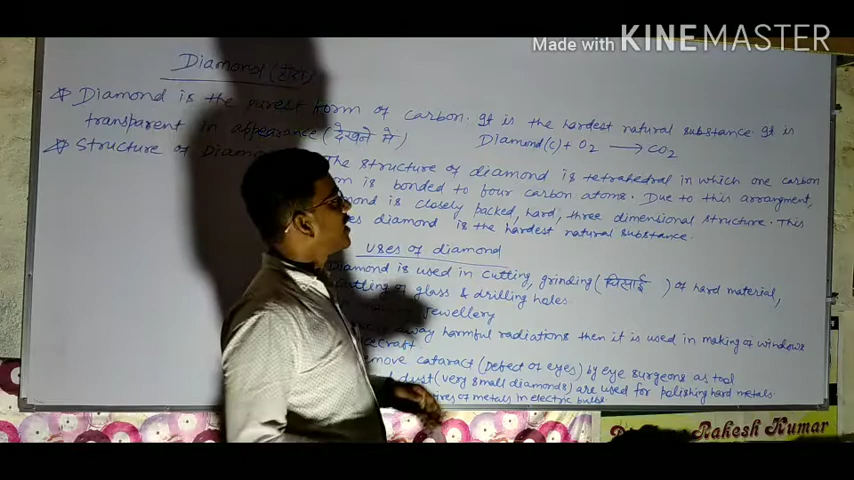 Made with KINEMASTER
Diamond (हीरा)
Diamond is the purest form of carbon. It is the hardest natural substance. It is
transparent in appearance (देखने मे)
Diamond(c) + O2 → CO2
Structure of Diamond The structure of diamond is tetrahedral in which one carbon
is bonded to four carbon atoms. Due to this arrangment,
is closely packed, hard, three dimensional structure. This
diamond is the hardest natural substance.
Uses of diamond
Diamond is used in cutting, grinding (घिसाई) of hard material,
cutting of glass & drilling holes.
jewellery
away harmful radiations then it is used in making of windows
remove cataract (Defect of eyes) by eye surgeons as tool
dust (very small diamonds) are used for polishing hard metals.
of metals in electric bulbs
Rakesh Kumar